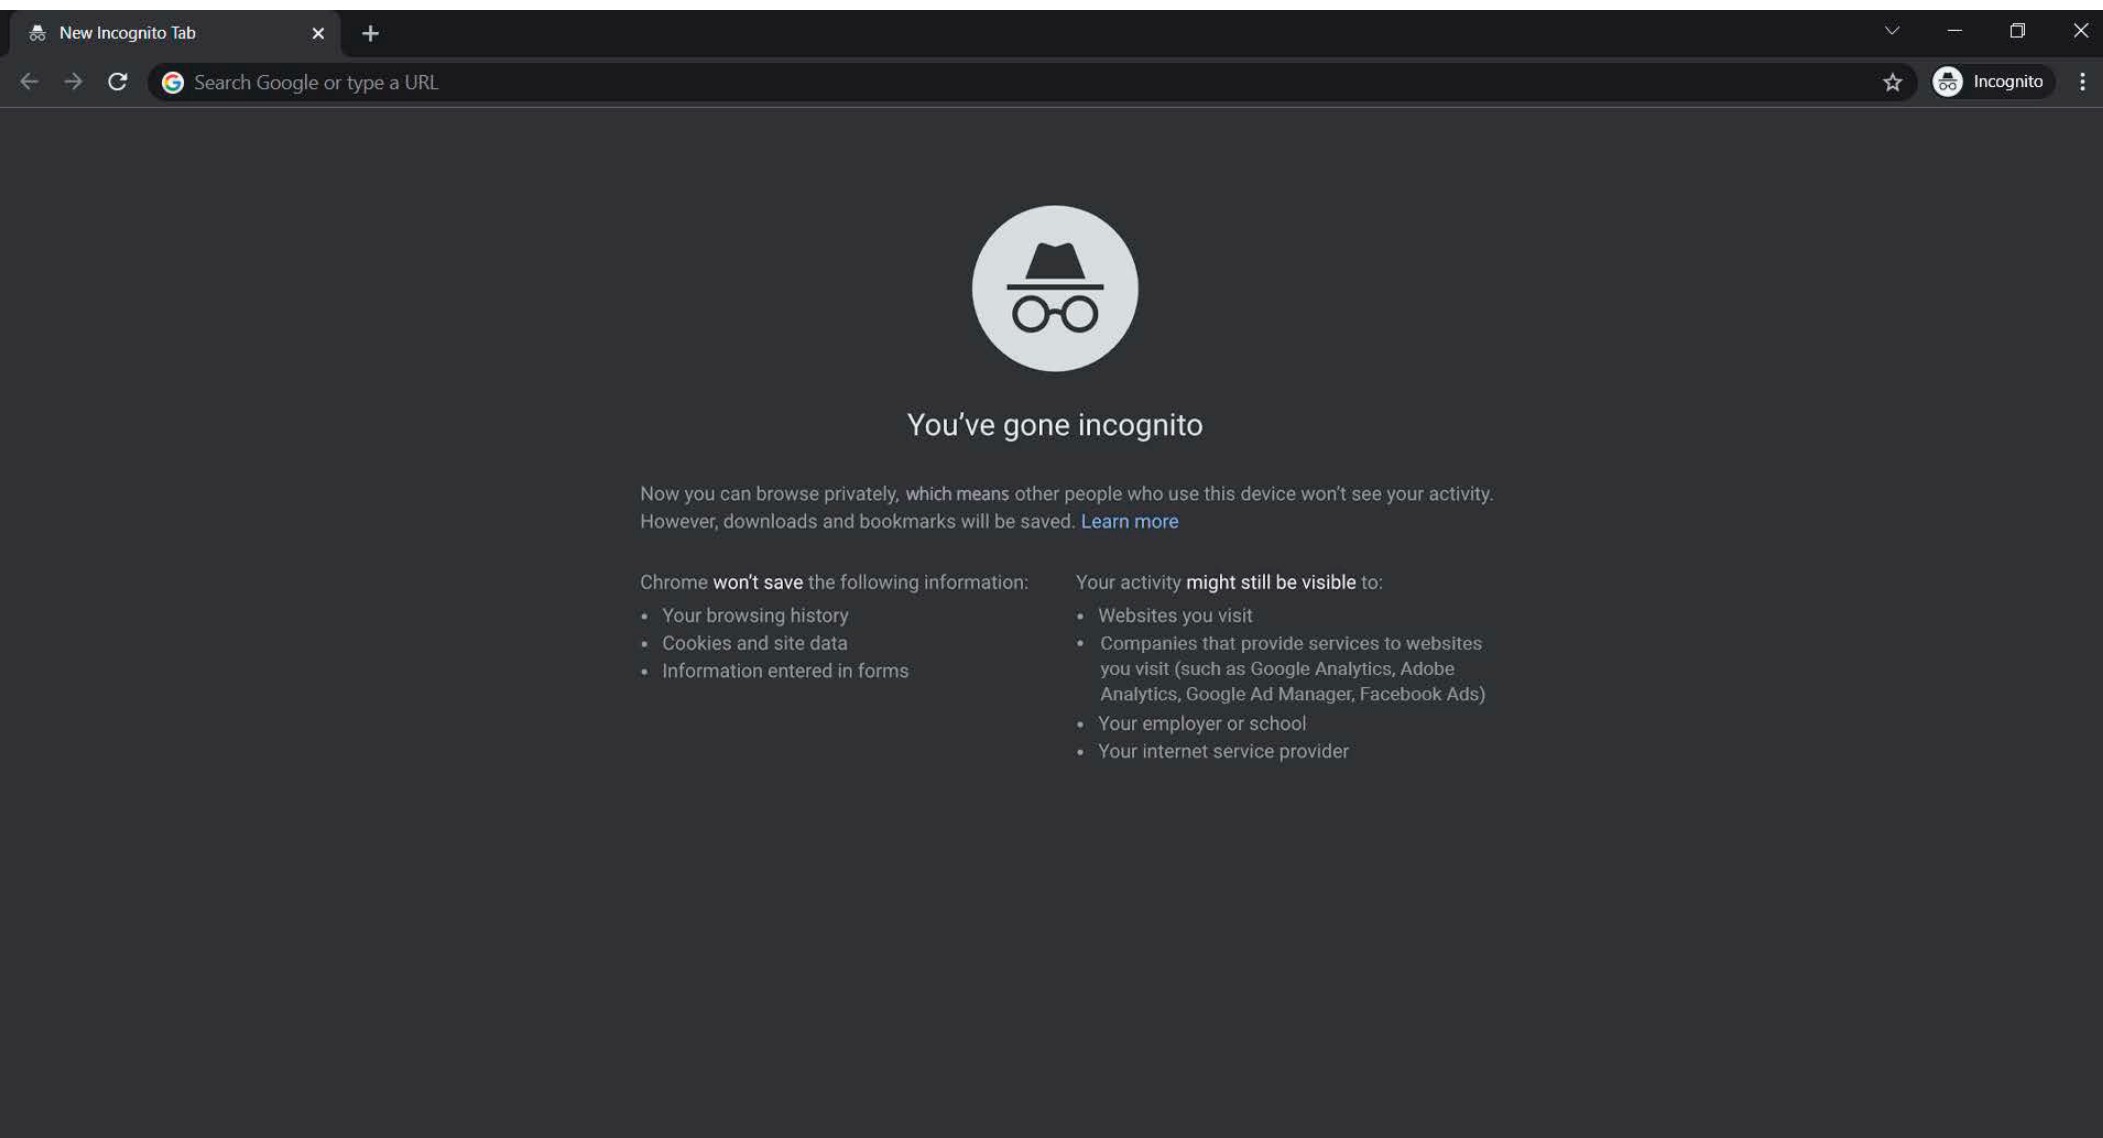 New Incognito Tab
Search Google or type a URL
Incognito
You've gone incognito
Now you can browse privately, which means other people who use this device won't see your activity.
However, downloads and bookmarks will be saved. Learn more
Chrome won't save the following information:
• Your browsing history
• Cookies and site data
• Information entered in forms
Your activity might still be visible to:
• Websites you visit
• Companies that provide services to websites
you visit (such as Google Analytics, Adobe
Analytics, Google Ad Manager, Facebook Ads)
• Your employer or school
• Your internet service provider